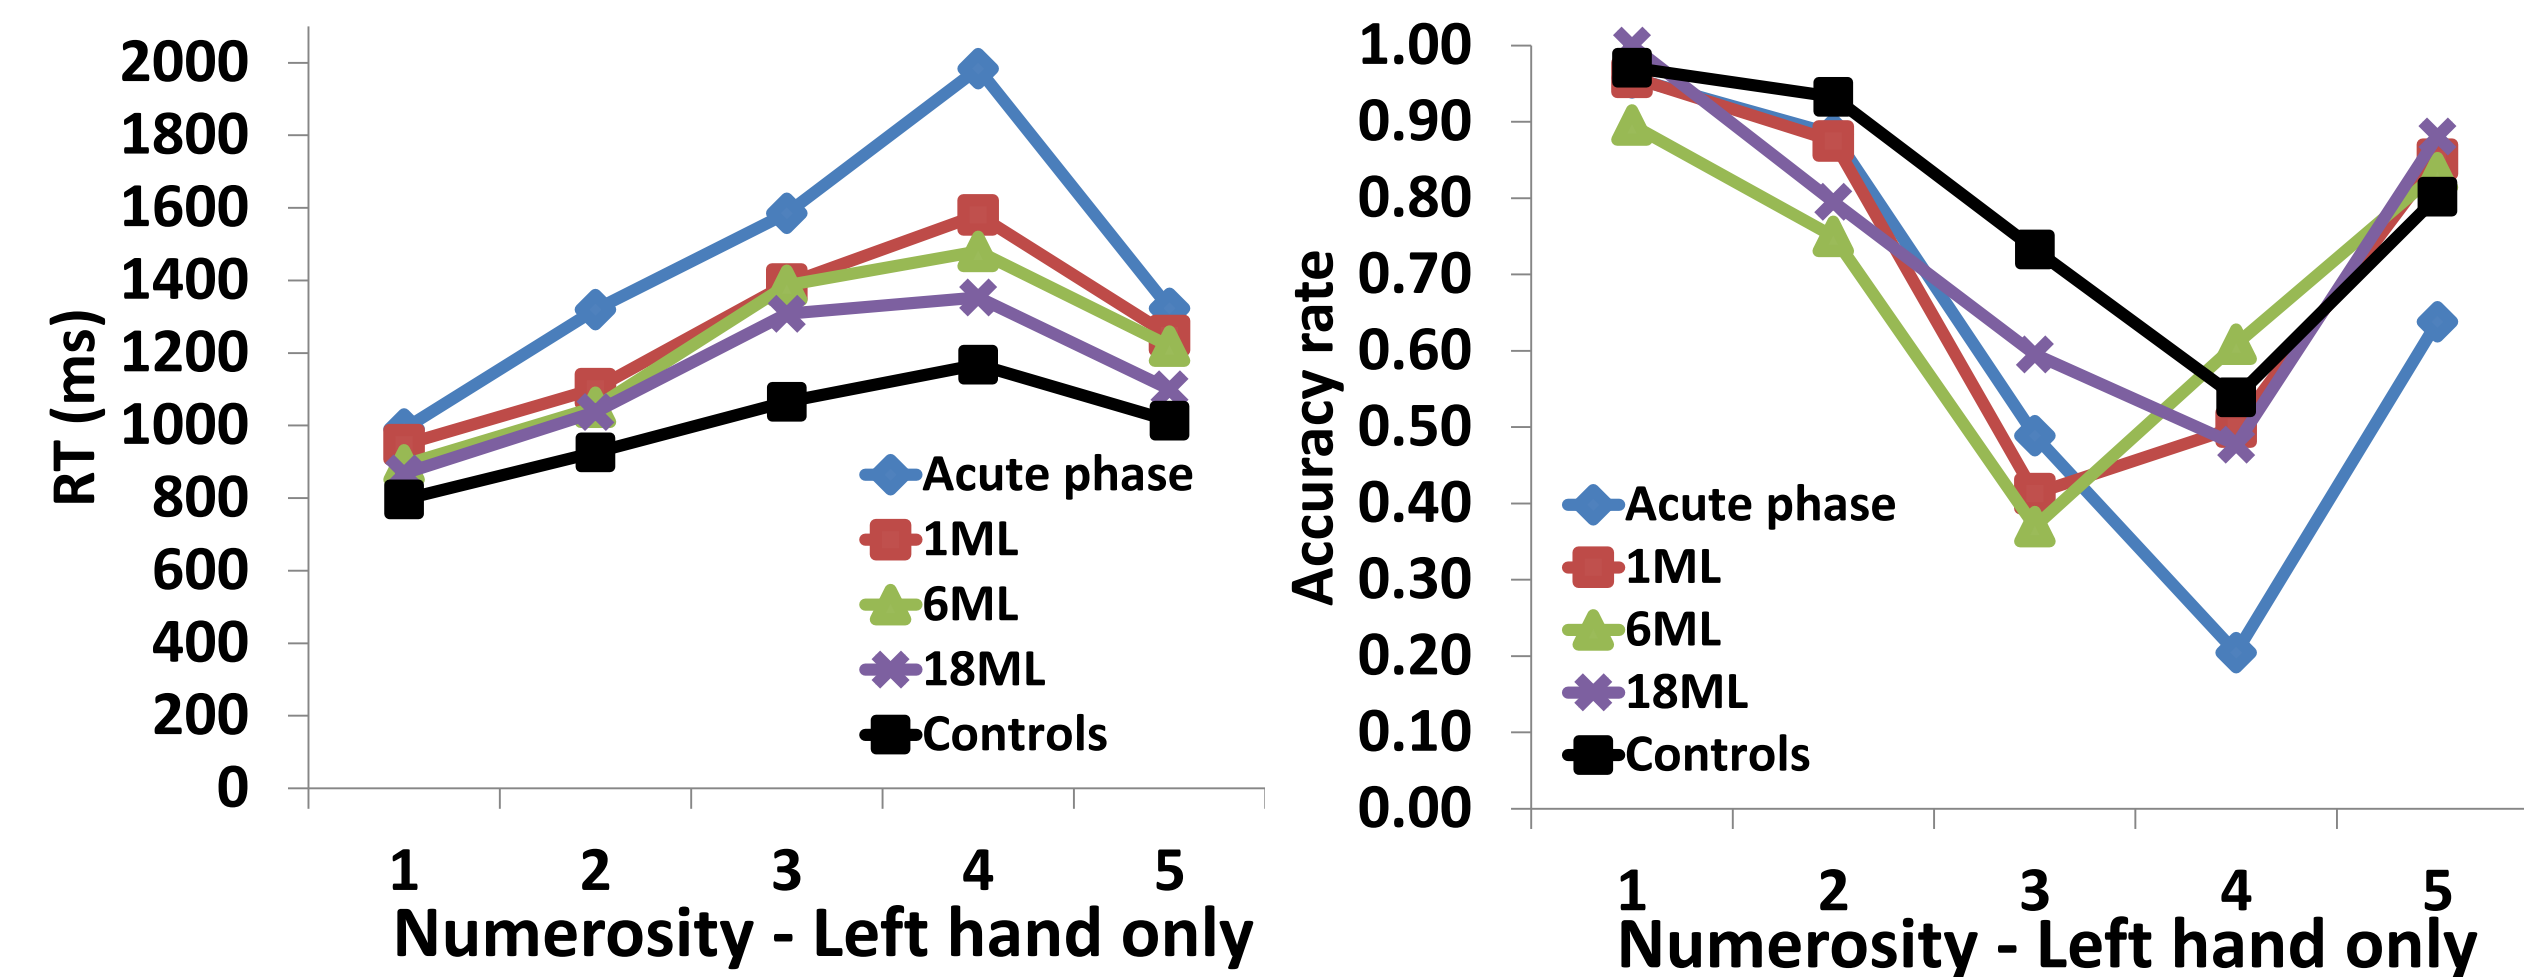 RT (ms)
2000
1800
1600
1400
1200
1000
800
600
400
200
0
Acute phase
1ML
6ML
18ML
Controls
1 2 3 4 5
Numerosity - Left hand only
Accuracy rate
1.00
0.90
0.80
0.70
0.60
0.50
0.40
0.30
0.20
0.10
0.00
Acute phase
1ML
6ML
18ML
Controls
1 2 3 4 5
Numerosity - Left hand only